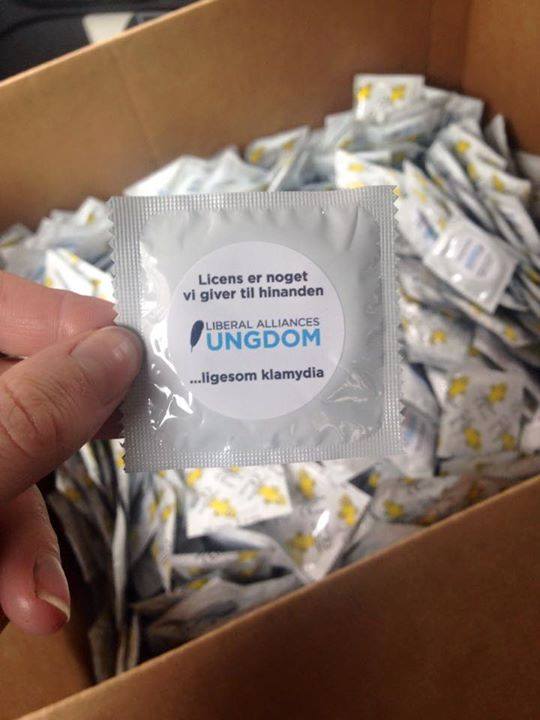 Licens er noget
vi giver til hinanden
LIBERAL ALLIANCES
UNGDOM
...ligesom klamydia